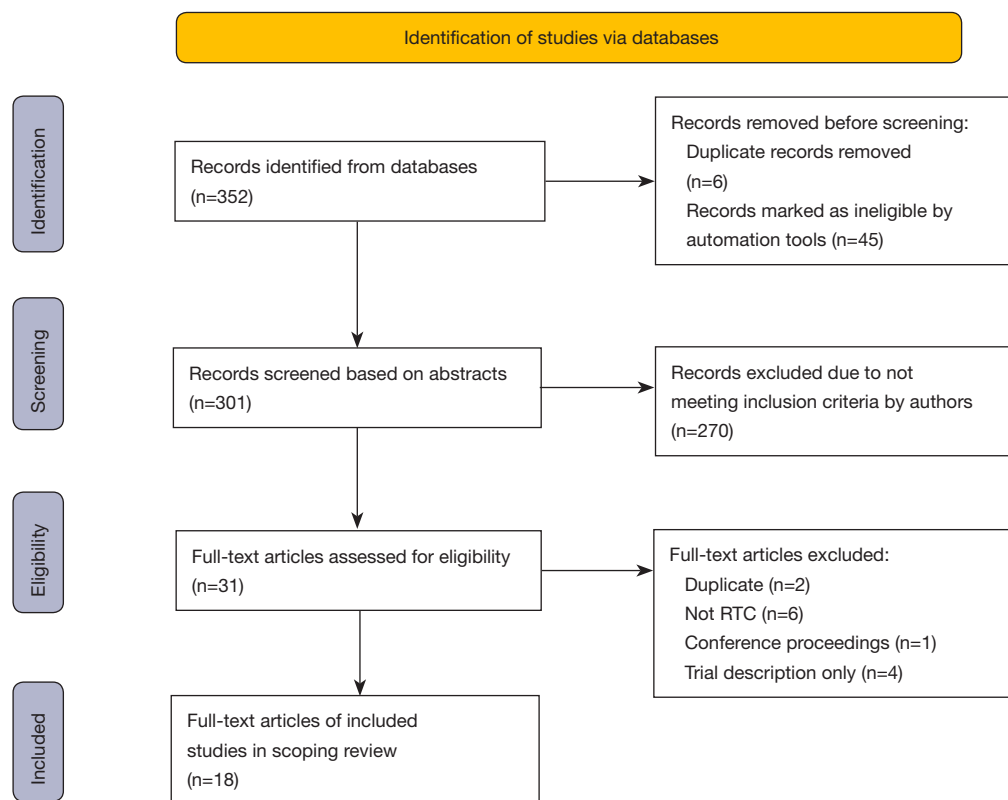 Identification of studies via databases
Identification
Records identified from databases
(n=352)
Records removed before screening:
Duplicate records removed
(n=6)
Records marked as ineligible by
automation tools (n=45)
Screening
Records screened based on abstracts
(n=301)
Records excluded due to not
meeting inclusion criteria by authors
(n=270)
Eligibility
Full-text articles assessed for eligibility
(n=31)
Full-text articles excluded:
Duplicate (n=2)
Not RTC (n=6)
Conference proceedings (n=1)
Trial description only (n=4)
Included
Full-text articles of included
studies in scoping review
(n=18)